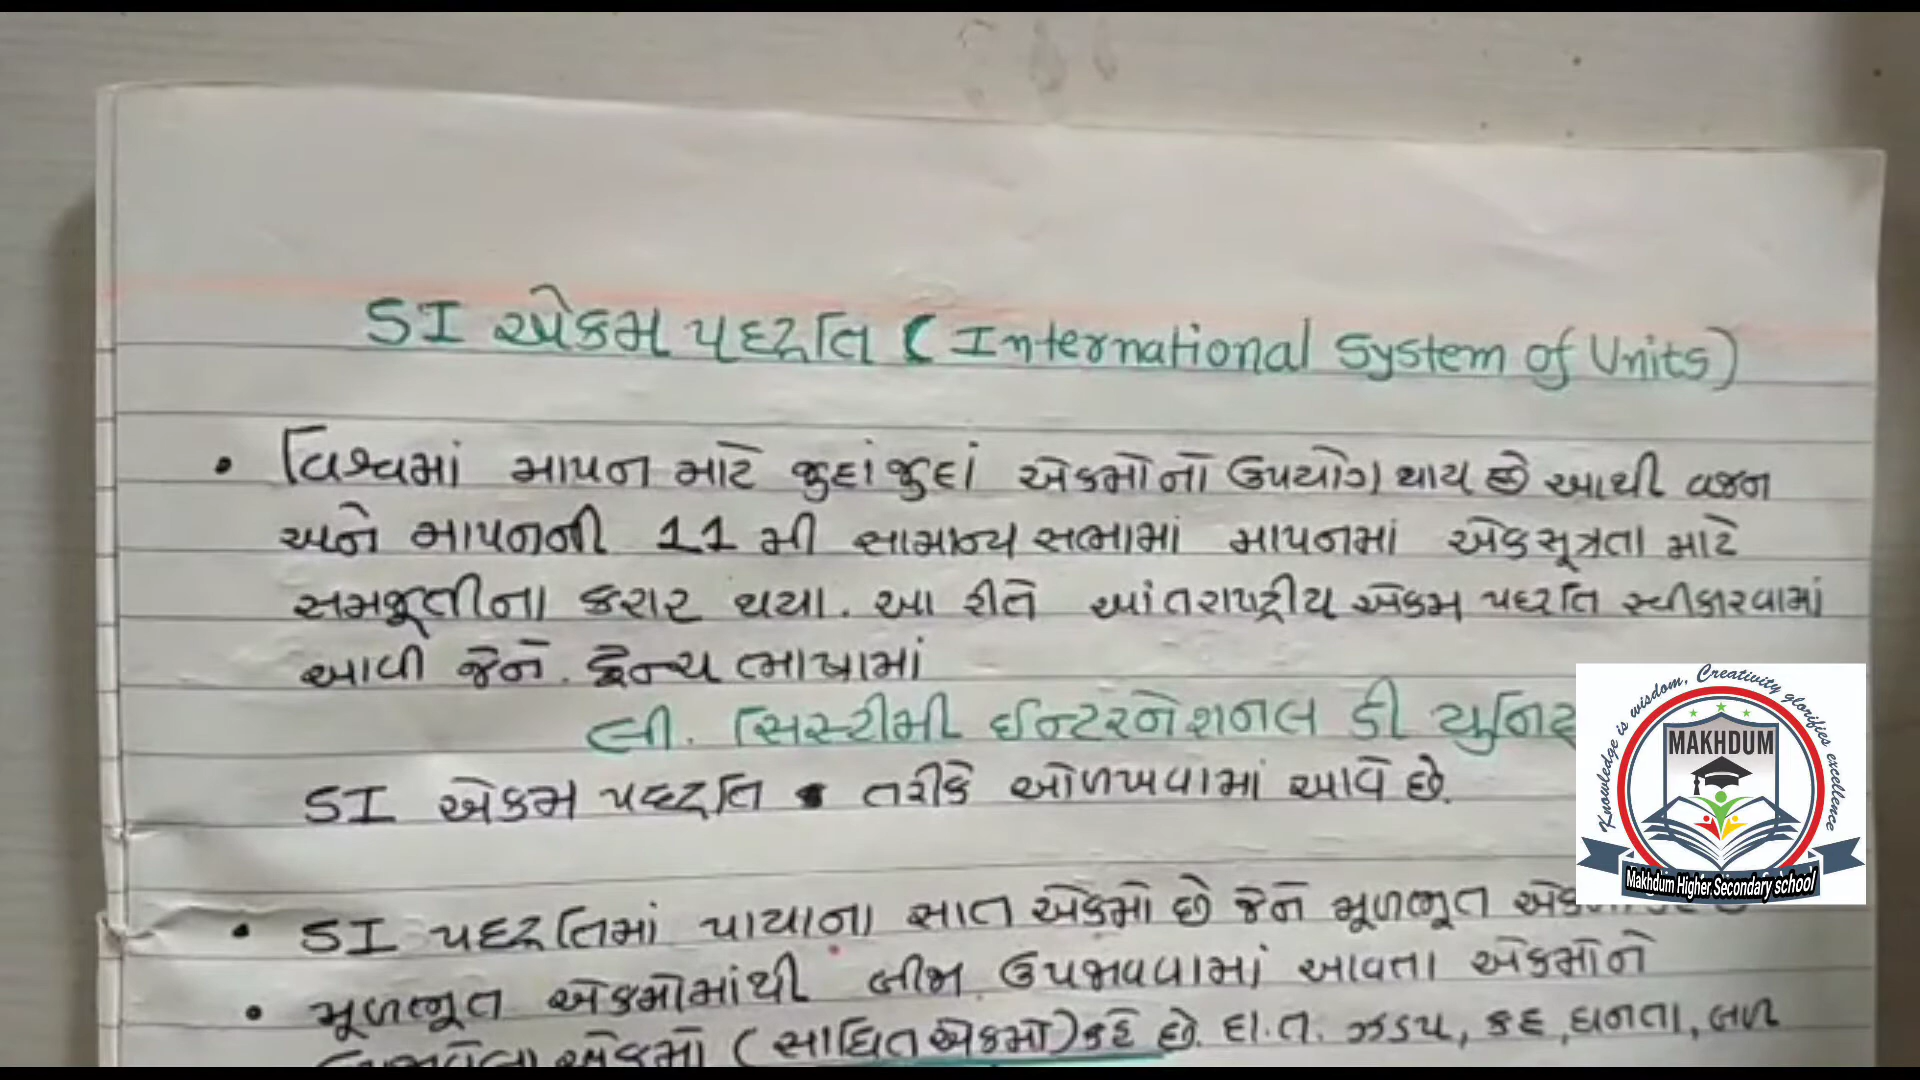 SI એકમ પદ્ધતિ (International System of Units)
• વિશ્વમાં માપન માટે જુદાંજુદાં એકમોનો ઉપયોગ થાય છે આથી વજન
અને માપનની 11 મી સામાન્ય સભામાં માપનમાં એકસૂત્રતા માટે
સમજૂતીના કરાર થયા. આ રીતે આંતરાષ્ટ્રીય એકમ પદ્ધતિ સ્વીકારવામાં
આવી જેને. ફ્રેન્ચ ભાષામાં
લી. સિસ્ટીમી ઈન્ટરનેશનલ ડી
SI એકમ પદ્ધતિ તરીકે ઓળખવામાં આવે છે.
• SI પદ્ધતિમાં પાયાના સાત એકમો છે જેને મૂળભૂત
• મૂળભૂત એકમોમાંથી બીજા ઉપજાવવામાં આવતા એકમોને
એકમો (સાધિત એકમો) કહે છે. દા.ત. ઝડપ, કદ, ઘનતા, બળ
Knowledge is wisdom, Creativity glorifies excellence
MAKHDUM
Makhdum Higher Secondary school